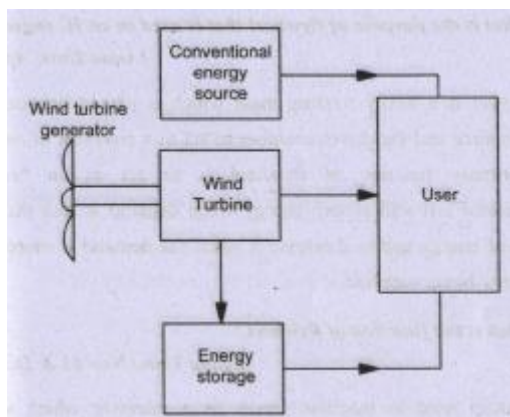 Conventional
energy
source
Wind turbine
generator
Wind
Turbine
User
Energy
storage